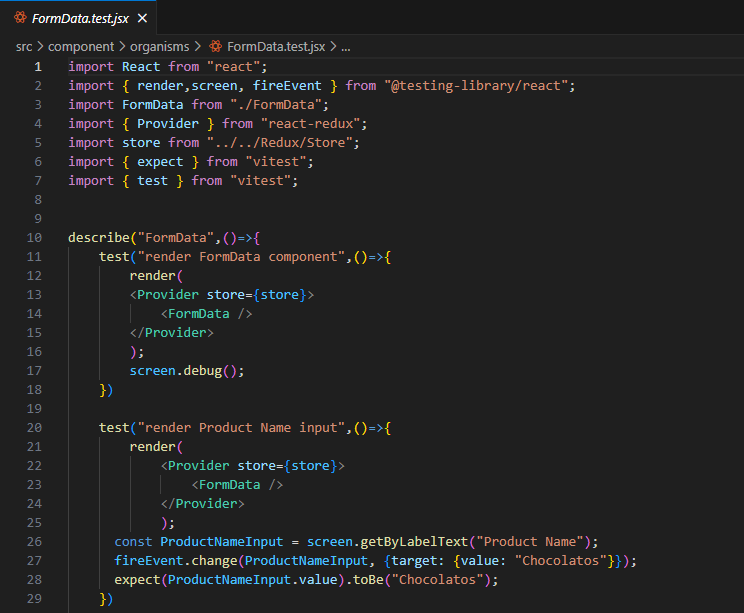 FormData.test.jsx
src > component > organisms > FormData.test.jsx > ...
1 import React from "react";
2 import { render,screen, fireEvent } from "@testing-library/react";
3 import FormData from "./FormData";
4 import { Provider } from "react-redux";
5 import store from "../../Redux/Store";
6 import { expect } from "vitest";
7 import { test } from "vitest";
8
9
10 describe("FormData",()=>{
11     test("render FormData component",()=>{
12         render(
13         <Provider store={store}>
14             <FormData />
15         </Provider>
16         );
17         screen.debug();
18     })
19
20     test("render Product Name input",()=>{
21         render(
22             <Provider store={store}>
23                 <FormData />
24             </Provider>
25             );
26       const ProductNameInput = screen.getByLabelText("Product Name");
27       fireEvent.change(ProductNameInput, {target: {value: "Chocolatos"}});
28       expect(ProductNameInput.value).toBe("Chocolatos");
29     })